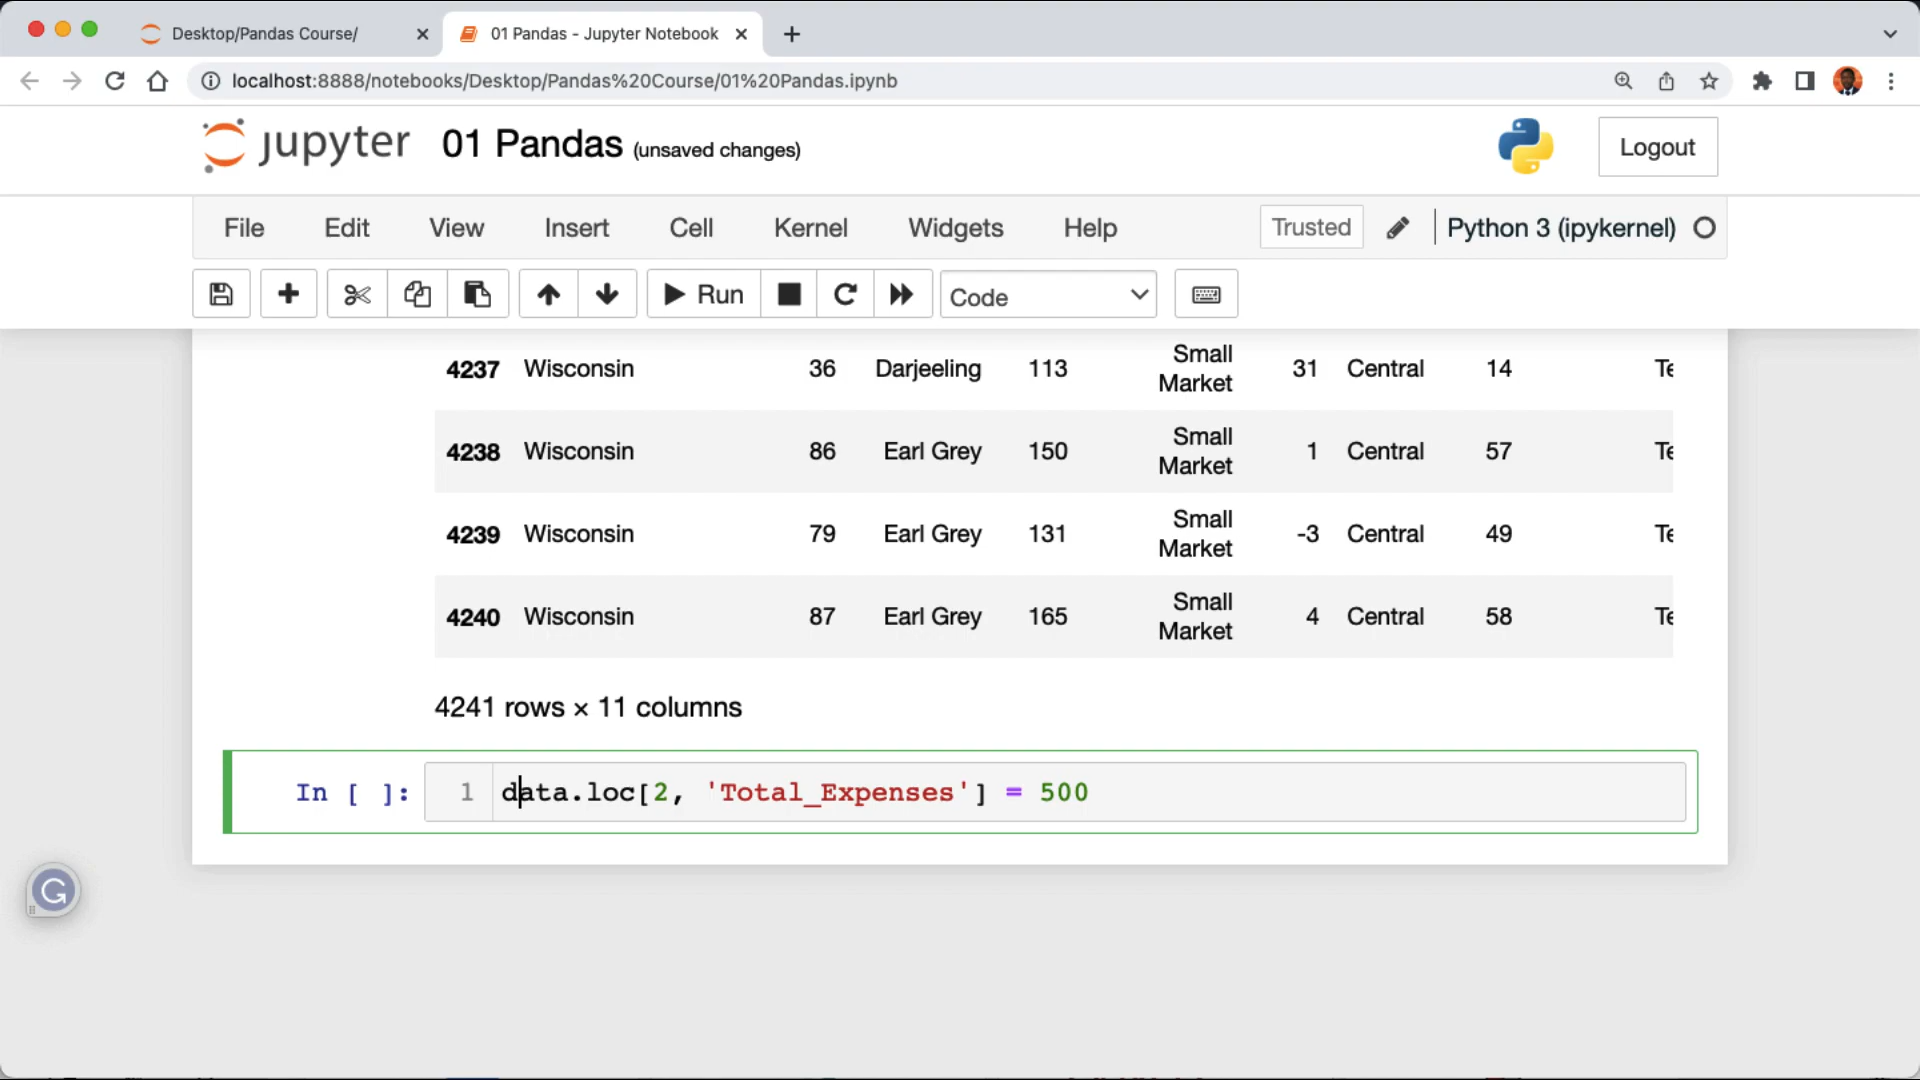 Desktop/Pandas Course/
01 Pandas - Jupyter Notebook
localhost:8888/notebooks/Desktop/Pandas%20Course/01%20Pandas.ipynb
jupyter 01 Pandas (unsaved changes)
Logout
File Edit View Insert Cell Kernel Widgets Help
Trusted
Python 3 (ipykernel)
Run
Code
4237 Wisconsin 36 Darjeeling 113 Small Market 31 Central 14 Te
4238 Wisconsin 86 Earl Grey 150 Small Market 1 Central 57 Te
4239 Wisconsin 79 Earl Grey 131 Small Market -3 Central 49 Te
4240 Wisconsin 87 Earl Grey 165 Small Market 4 Central 58 Te
4241 rows × 11 columns
In [ ]: 1 data.loc[2, 'Total_Expenses'] = 500
G